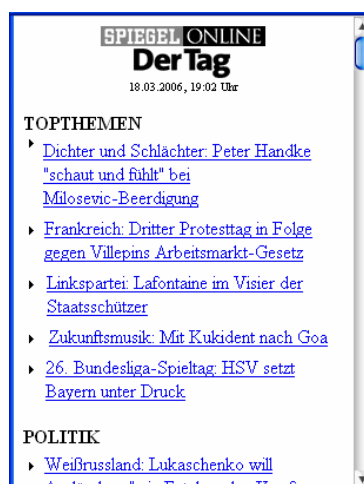 SPIEGEL ONLINE
Der Tag
18.03.2006, 19:02 Uhr
TOPTHEMEN
Dichter und Schlächter: Peter Handke
"schaut und fühlt" bei
Milosevic-Beerdigung
Frankreich: Dritter Protesttag in Folge
gegen Villepins Arbeitsmarkt-Gesetz
Linkspartei: Lafontaine im Visier der
Staatsschützer
Zukunftsmusik: Mit Kukident nach Goa
26. Bundesliga-Spieltag: HSV setzt
Bayern unter Druck
POLITIK
Weißrussland: Lukaschenko will